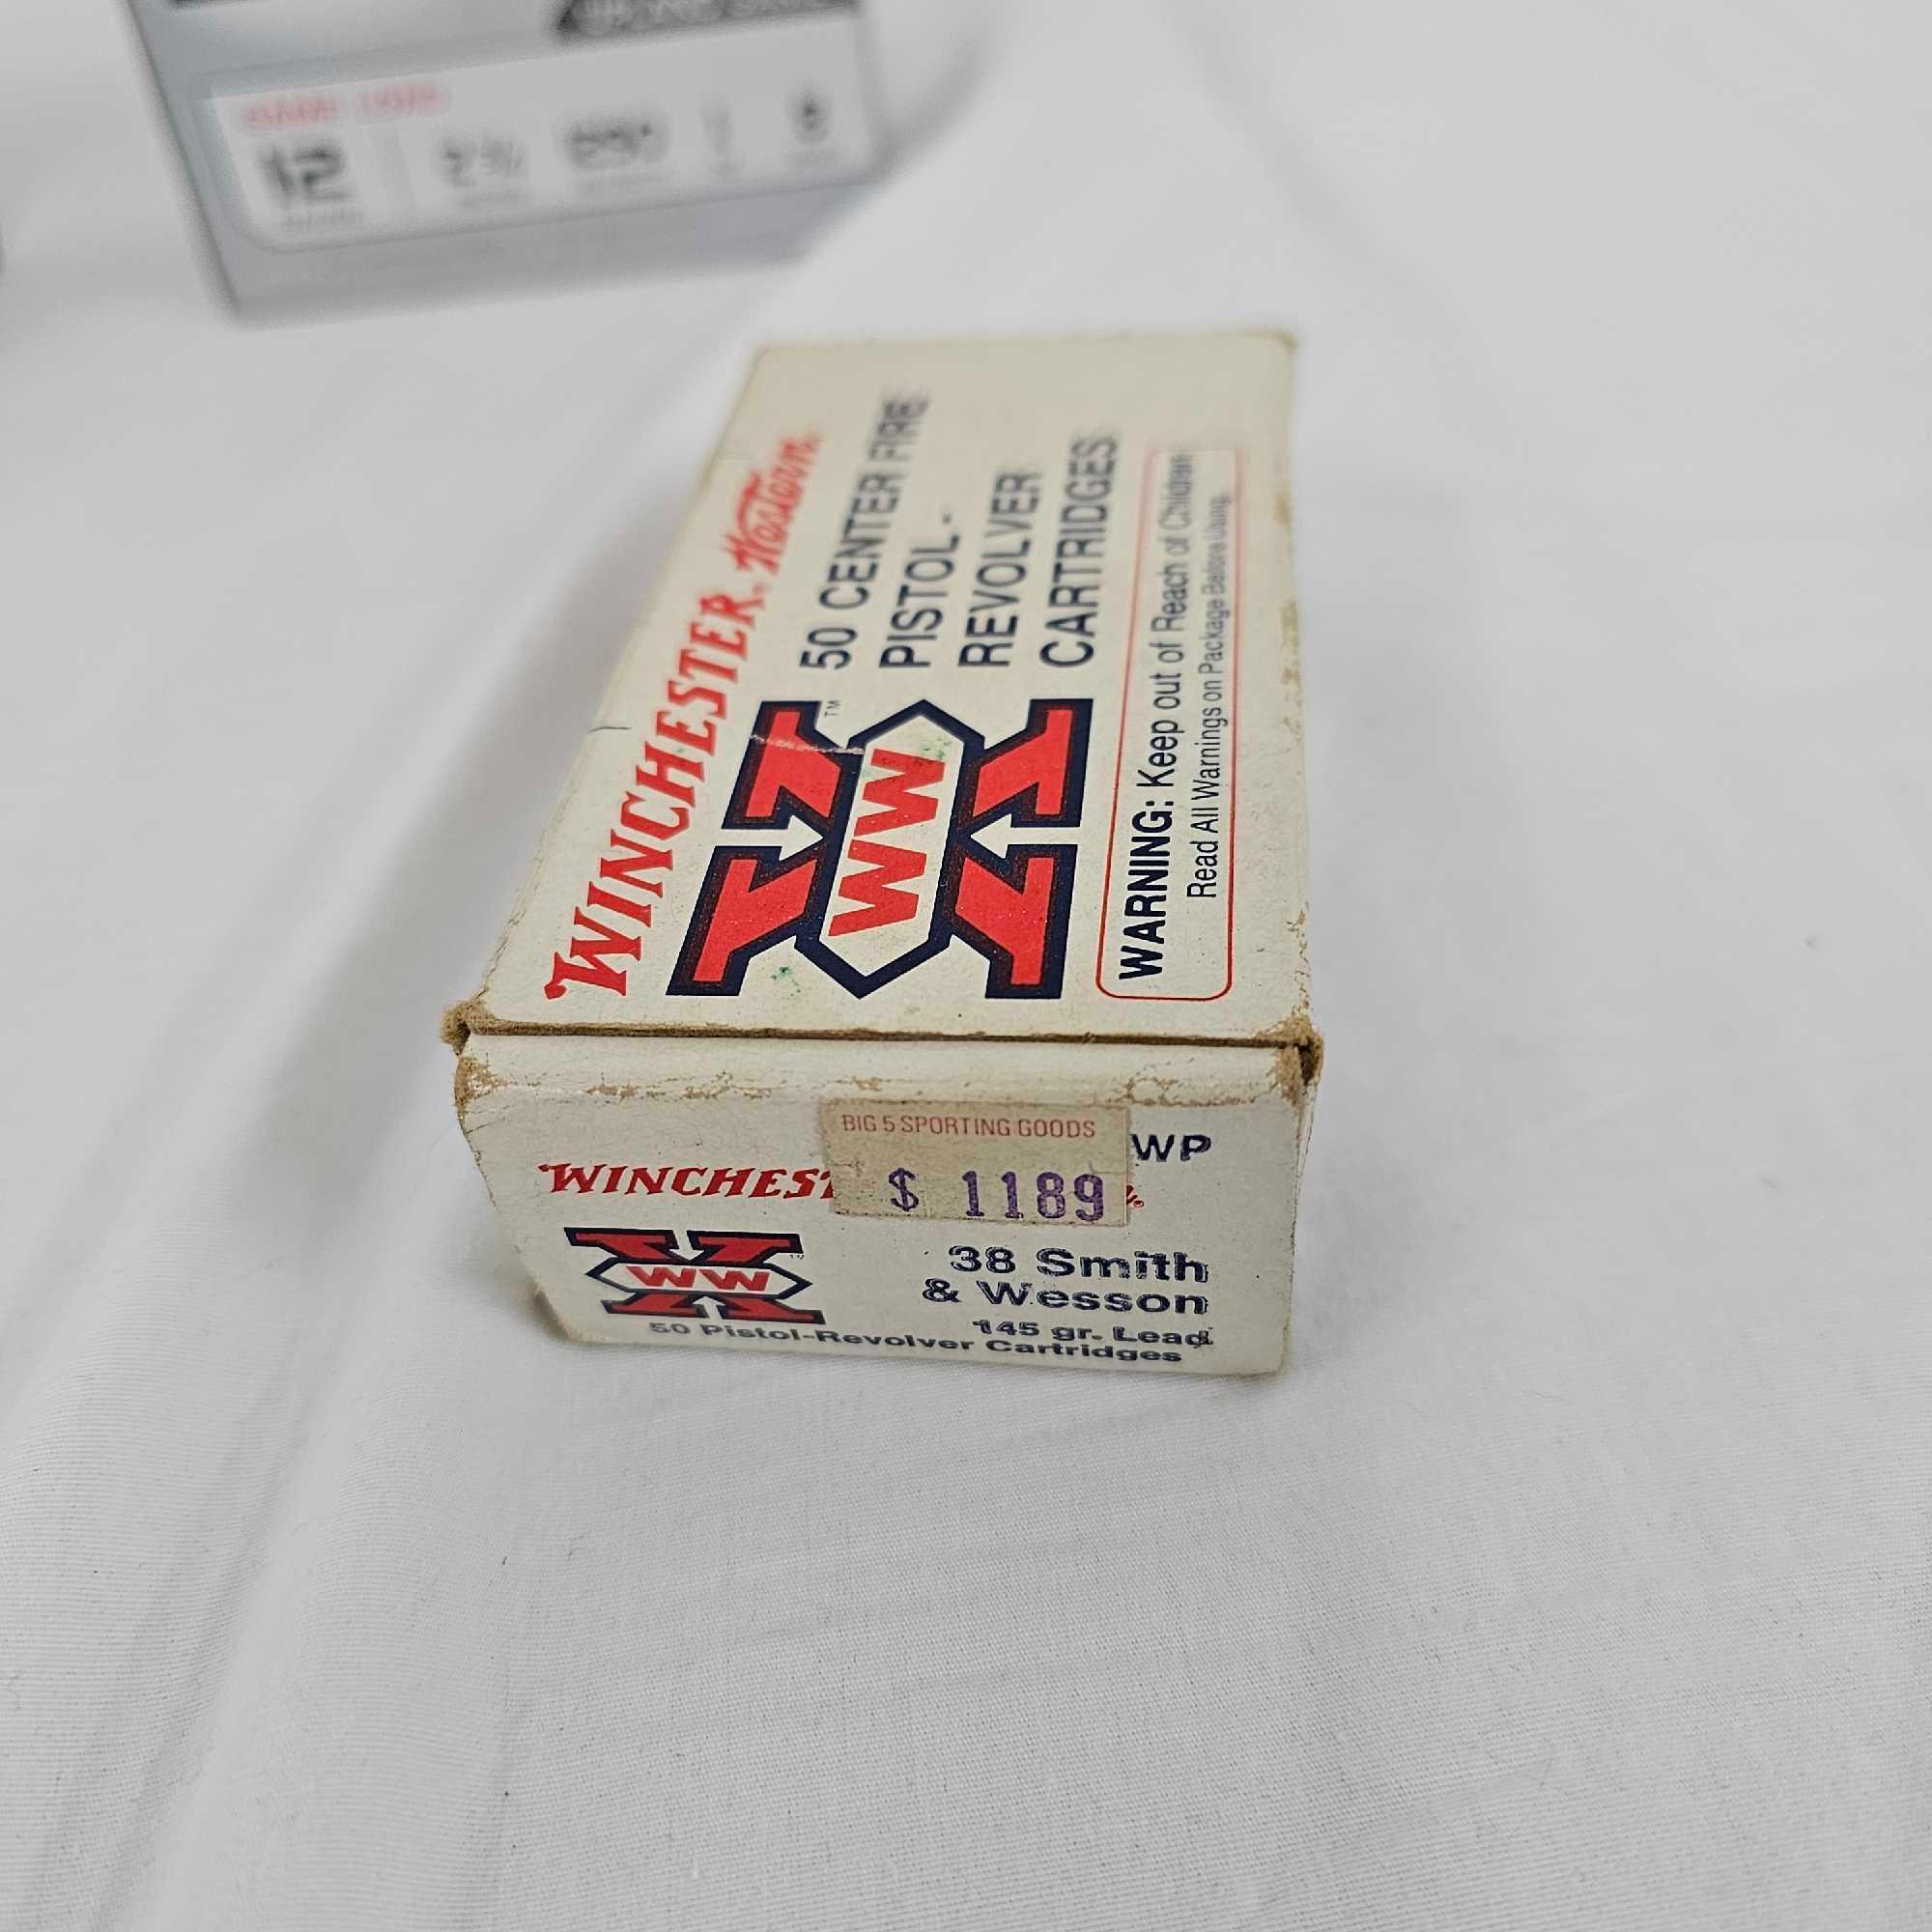 12
WINCHESTER Western
50 CENTER FIRE
PISTOL -
REVOLVER
CARTRIDGES
TM
WW
WARNING: Keep out of Reach of Children
Read All Warnings on Package Before Using.
BIG 5 SPORTING GOODS
$ 1189
WP
WINCHEST
WW
38 Smith
& Wesson
145 gr. Lead
50 Pistol-Revolver Cartridges